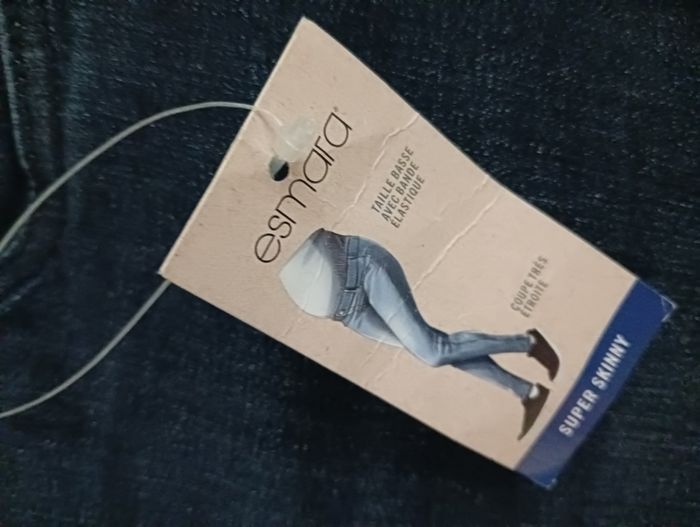 esmara®
TAILLE BASSE
AVEC BANDE
ÉLASTIQUE
COUPE TRÈS
ÉTROITE
SUPER SKINNY